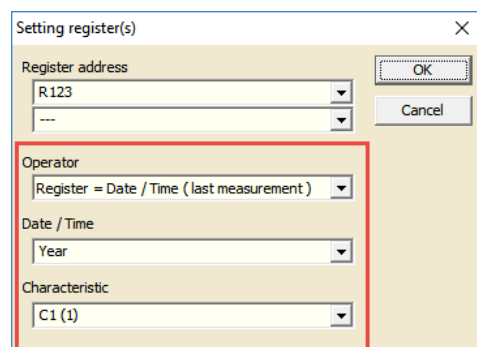 Setting register(s)
Register address
OK
R123
---
Cancel
Operator
Register = Date / Time ( last measurement )
Date / Time
Year
Characteristic
C1 (1)